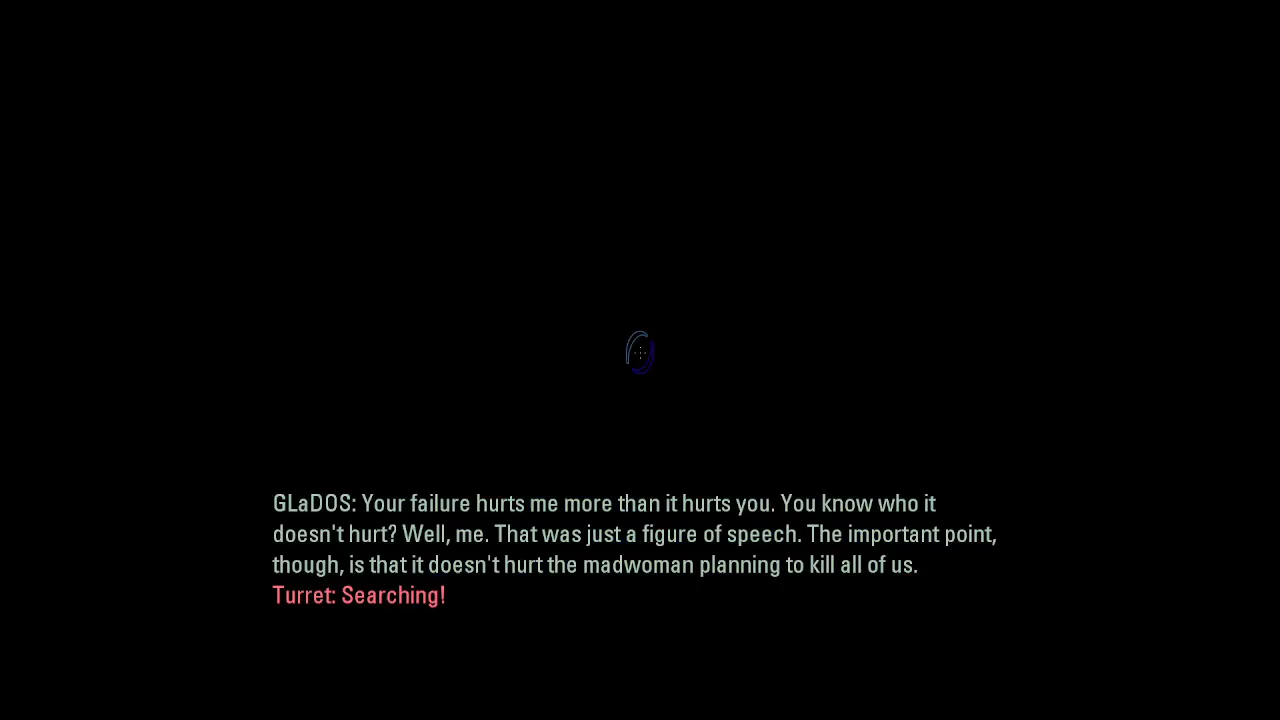 GLaDOS: Your failure hurts me more than it hurts you. You know who it
doesn't hurt? Well, me. That was just a figure of speech. The important point,
though, is that it doesn't hurt the madwoman planning to kill all of us.
Turret: Searching!